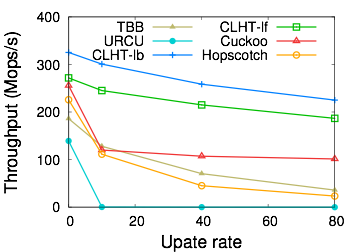 400
300
200
100
0
Throughput (Mops/s)
TBB
URCU
CLHT-lb
CLHT-lf
Cuckoo
Hopscotch
0 20 40 60 80
Upate rate